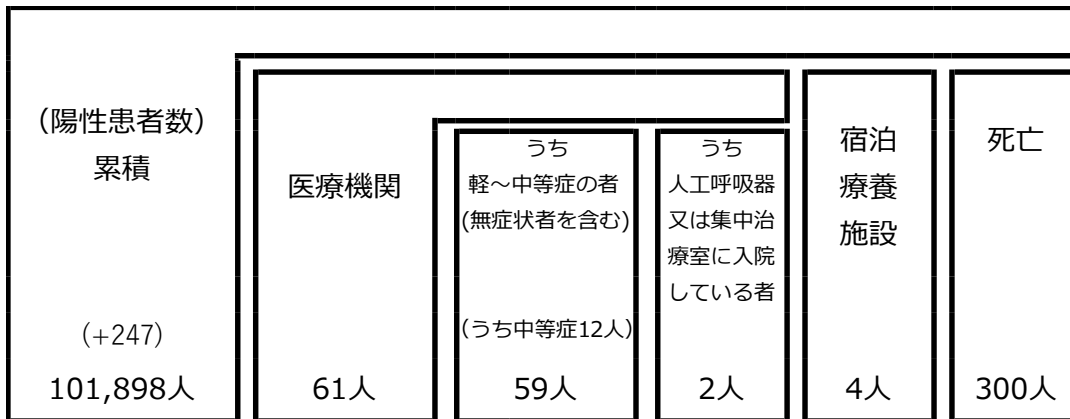 （陽性患者数）
累積
(+247)
101,898人
医療機関
61人
うち
軽～中等症の者
(無症状者を含む)
(うち中等症12人)
59人
うち
人工呼吸器
又は集中治
療室に入院
している者
2人
宿泊
療養
施設
4人
死亡
300人